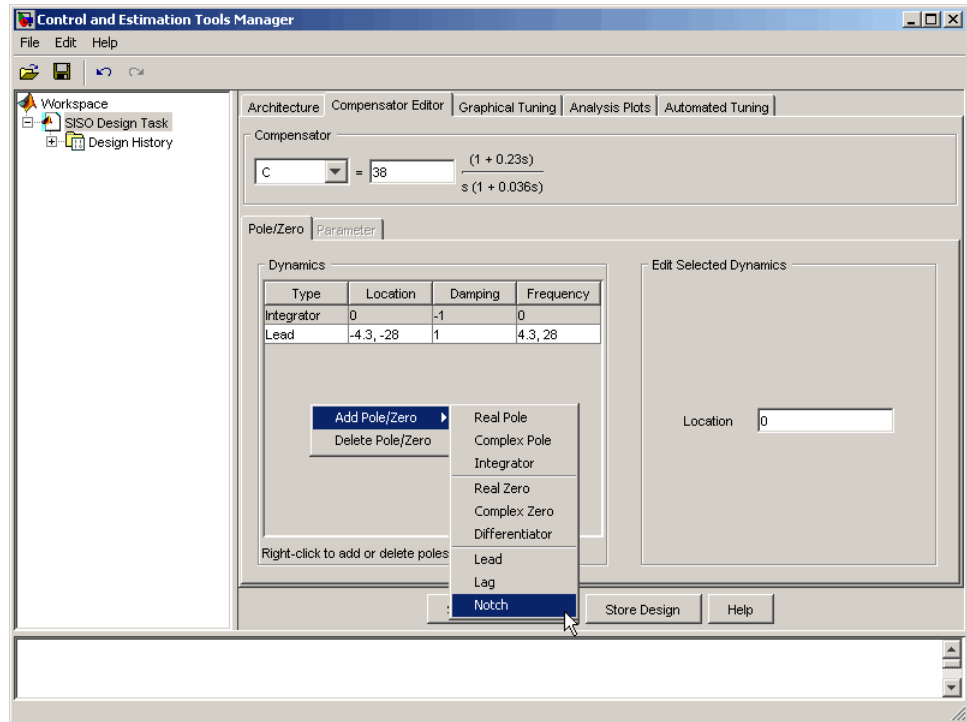 Control and Estimation Tools Manager
File Edit Help
Workspace
SISO Design Task
Design History
Architecture Compensator Editor Graphical Tuning Analysis Plots Automated Tuning
Compensator
C = 38 (1 + 0.23s)
s (1 + 0.036s)
Pole/Zero Parameter
Dynamics
Type Location Damping Frequency
Integrator 0 -1 0
Lead -4.3, -28 1 4.3, 28
Add Pole/Zero
Delete Pole/Zero
Real Pole
Complex Pole
Integrator
Real Zero
Complex Zero
Differentiator
Lead
Lag
Notch
Right-click to add or delete poles
Edit Selected Dynamics
Location 0
Store Design Help